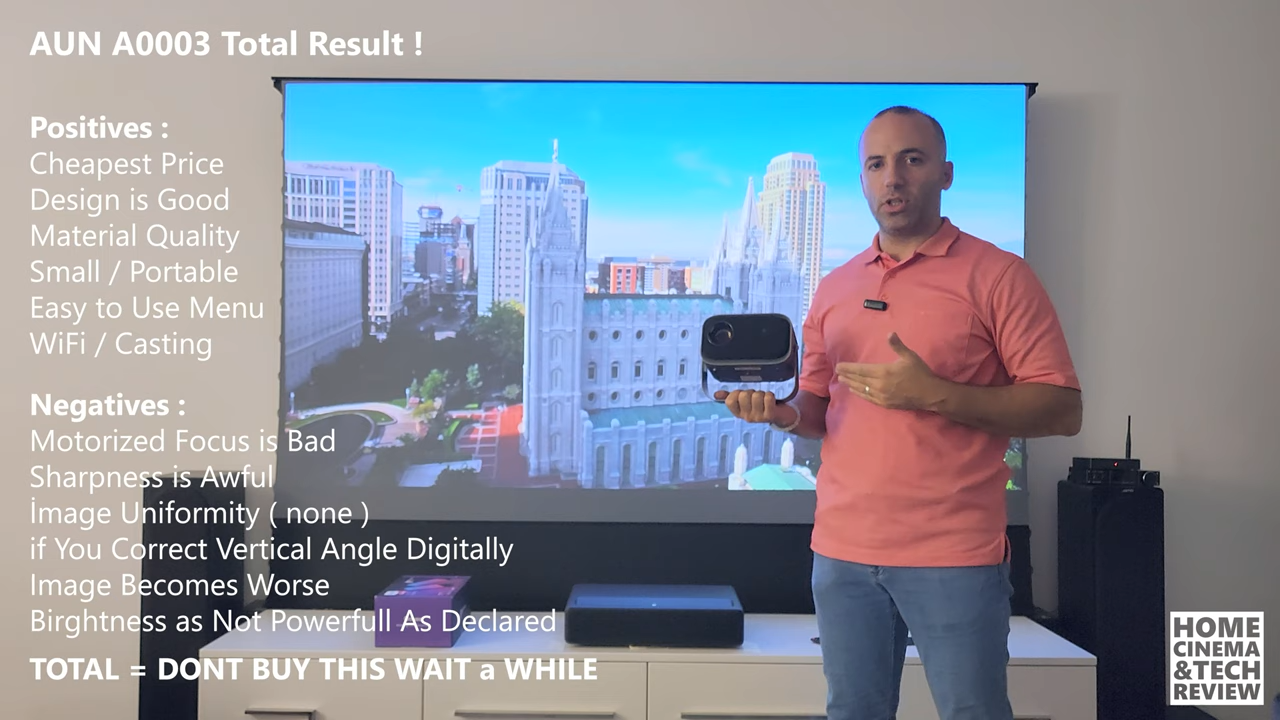 AUN A0003 Total Result !
Positives :
Cheapest Price
Design is Good
Material Quality
Small / Portable
Easy to Use Menu
WiFi / Casting
Negatives :
Motorized Focus is Bad
Sharpness is Awful
İmage Uniformity ( none )
if You Correct Vertical Angle Digitally
Image Becomes Worse
Birghtness as Not Powerfull As Declared
TOTAL = DONT BUY THIS WAIT a WHILE
HOME
CINEMA
&TECH
REVIEW